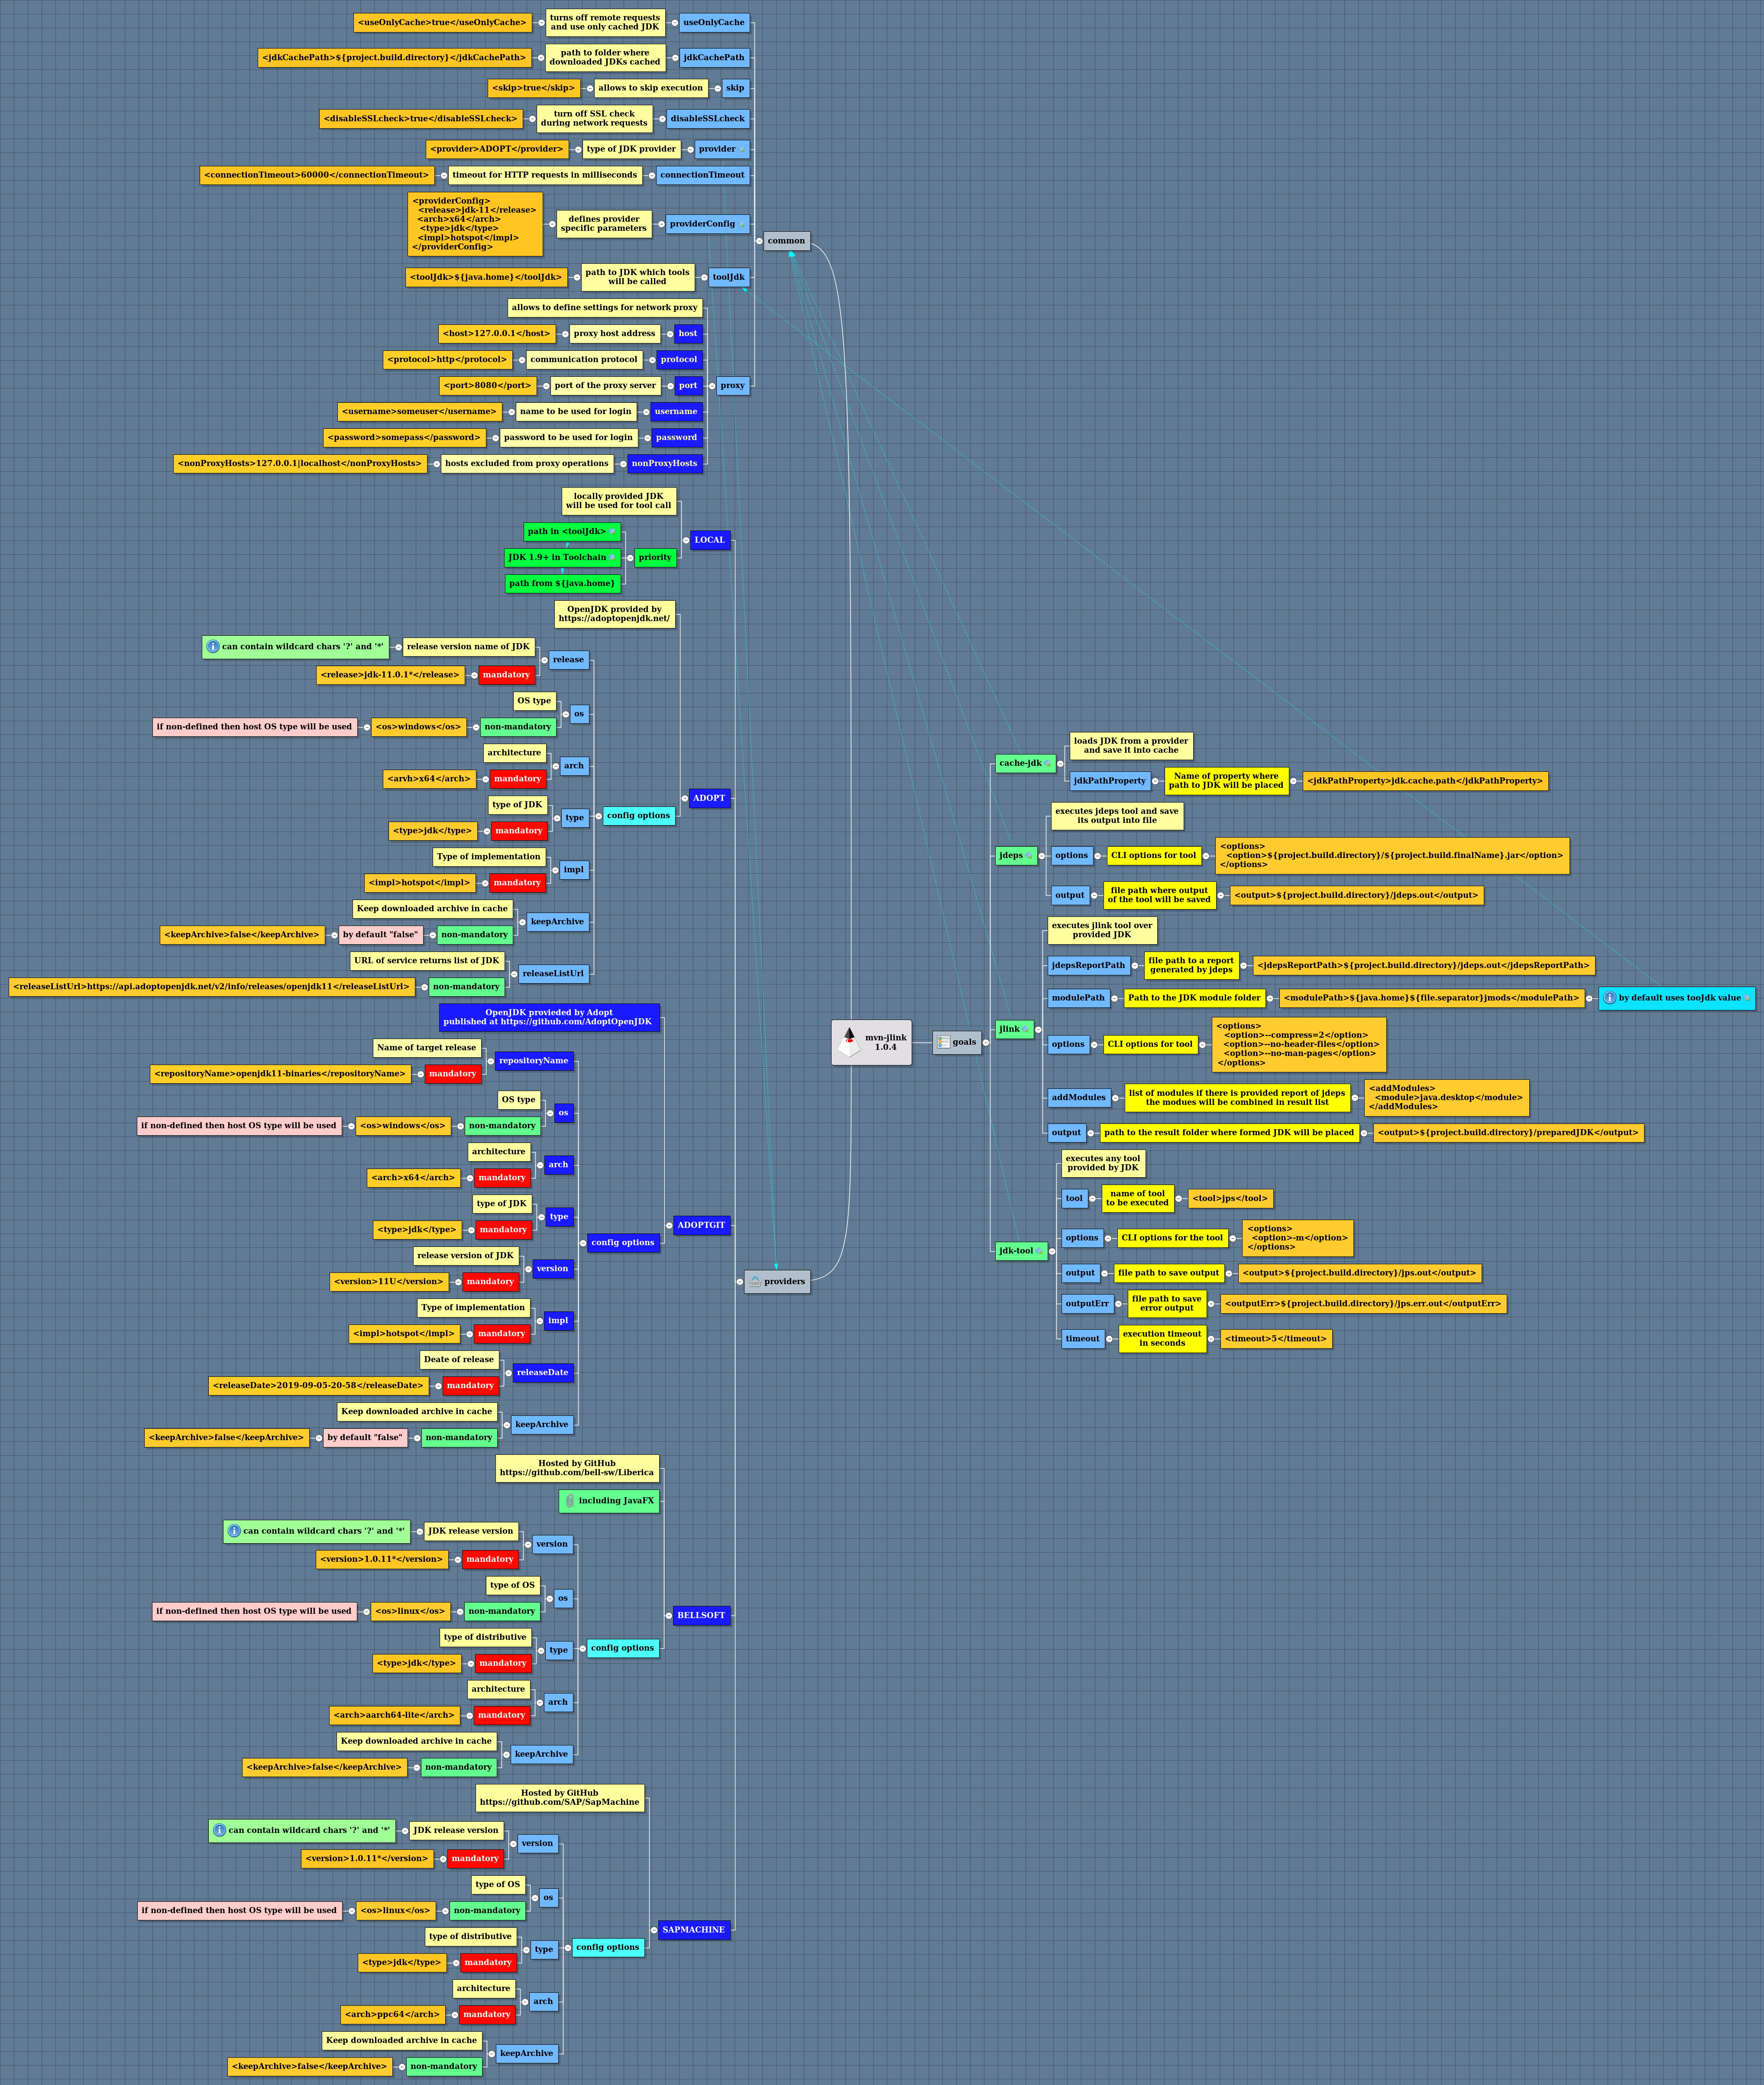 mvn-jlink
1.0.4
common
useOnlyCache
turns off remote requests
and use only cached JDK
<useOnlyCache>true</useOnlyCache>
jdkCachePath
path to folder where
downloaded JDKs cached
<jdkCachePath>${project.build.directory}</jdkCachePath>
skip
allows to skip execution
<skip>true</skip>
disableSSLcheck
turn off SSL check
during network requests
<disableSSLcheck>true</disableSSLcheck>
provider
type of JDK provider
<provider>ADOPT</provider>
connectionTimeout
timeout for HTTP requests in milliseconds
<connectionTimeout>60000</connectionTimeout>
providerConfig
defines provider
specific parameters
<providerConfig>
<release>jdk-11</release>
<arch>x64</arch>
<type>jdk</type>
<impl>hotspot</impl>
</providerConfig>
toolJdk
path to JDK which tools
will be called
<toolJdk>${java.home}</toolJdk>
proxy
allows to define settings for network proxy
host
proxy host address
<host>127.0.0.1</host>
protocol
communication protocol
<protocol>http</protocol>
port
port of the proxy server
<port>8080</port>
username
name to be used for login
<username>someuser</username>
password
password to be used for login
<password>somepass</password>
nonProxyHosts
hosts excluded from proxy operations
<nonProxyHosts>127.0.0.1|localhost</nonProxyHosts>
providers
LOCAL
locally provided JDK
will be used for tool call
priority
path in <toolJdk>
JDK 1.9+ in Toolchain
path from ${java.home}
ADOPT
OpenJDK provided by
https://adoptopenjdk.net/
config options
release
release version name of JDK
can contain wildcard chars '?' and '*'
mandatory
<release>jdk-11.0.1*</release>
os
OS type
non-mandatory
<os>windows</os>
if non-defined then host OS type will be used
arch
architecture
mandatory
<arvh>x64</arch>
type
type of JDK
mandatory
<type>jdk</type>
impl
Type of implementation
mandatory
<impl>hotspot</impl>
keepArchive
Keep downloaded archive in cache
non-mandatory
by default "false"
<keepArchive>false</keepArchive>
releaseListUrl
URL of service returns list of JDK
non-mandatory
<releaseListUrl>https://api.adoptopenjdk.net/v2/info/releases/openjdk11</releaseListUrl>
ADOPTGIT
OpenJDK provieded by Adopt
published at https://github.com/AdoptOpenJDK
config options
repositoryName
Name of target release
mandatory
<repositoryName>openjdk11-binaries</repositoryName>
os
OS type
non-mandatory
<os>windows</os>
if non-defined then host OS type will be used
arch
architecture
mandatory
<arch>x64</arch>
type
type of JDK
mandatory
<type>jdk</type>
version
release version of JDK
mandatory
<version>11U</version>
impl
Type of implementation
mandatory
<impl>hotspot</impl>
releaseDate
Deate of release
mandatory
<releaseDate>2019-09-05-20-58</releaseDate>
keepArchive
Keep downloaded archive in cache
non-mandatory
by default "false"
<keepArchive>false</keepArchive>
BELLSOFT
Hosted by GitHub
https://github.com/bell-sw/Liberica
including JavaFX
config options
version
JDK release version
can contain wildcard chars '?' and '*'
mandatory
<version>1.0.11*</version>
os
type of OS
non-mandatory
<os>linux</os>
if non-defined then host OS type will be used
type
type of distributive
mandatory
<type>jdk</type>
arch
architecture
mandatory
<arch>aarch64-lite</arch>
keepArchive
Keep downloaded archive in cache
non-mandatory
<keepArchive>false</keepArchive>
SAPMACHINE
Hosted by GitHub
https://github.com/SAP/SapMachine
config options
version
JDK release version
can contain wildcard chars '?' and '*'
mandatory
<version>1.0.11*</version>
os
type of OS
non-mandatory
<os>linux</os>
if non-defined then host OS type will be used
type
type of distributive
mandatory
<type>jdk</type>
arch
architecture
mandatory
<arch>ppc64</arch>
keepArchive
Keep downloaded archive in cache
non-mandatory
<keepArchive>false</keepArchive>
goals
cache-jdk
loads JDK from a provider
and save it into cache
jdkPathProperty
Name of property where
path to JDK will be placed
<jdkPathProperty>jdk.cache.path</jdkPathProperty>
jdeps
executes jdeps tool and save
its output into file
options
CLI options for tool
<options>
<option>${project.build.directory}/${project.build.finalName}.jar</option>
</options>
output
file path where output
of the tool will be saved
<output>${project.build.directory}/jdeps.out</output>
jlink
executes jlink tool over
provided JDK
jdepsReportPath
file path to a report
generated by jdeps
<jdepsReportPath>${project.build.directory}/jdeps.out</jdepsReportPath>
modulePath
Path to the JDK module folder
<modulePath>${java.home}${file.separator}jmods</modulePath>
by default uses tooJdk value
options
CLI options for tool
<options>
<option>--compress=2</option>
<option>--no-header-files</option>
<option>--no-man-pages</option>
</options>
addModules
list of modules if there is provided report of jdeps
the modues will be combined in result list
<addModules>
<module>java.desktop</module>
</addModules>
output
path to the result folder where formed JDK will be placed
<output>${project.build.directory}/preparedJDK</output>
jdk-tool
executes any tool
provided by JDK
tool
name of tool
to be executed
<tool>jps</tool>
options
CLI options for the tool
<options>
<option>-m</option>
</options>
output
file path to save output
<output>${project.build.directory}/jps.out</output>
outputErr
file path to save
error output
<outputErr>${project.build.directory}/jps.err.out</outputErr>
timeout
execution timeout
in seconds
<timeout>5</timeout>